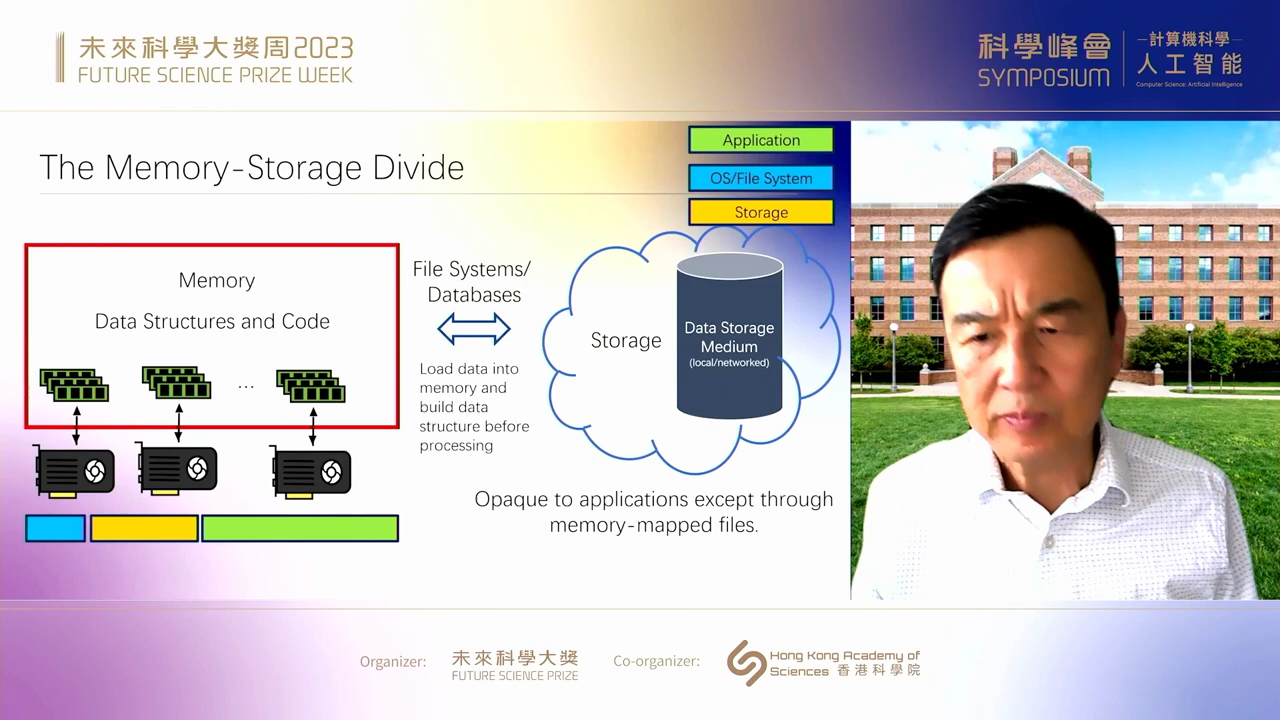 未來科學大獎周2023
FUTURE SCIENCE PRIZE WEEK
科學峰會
SYMPOSIUM
計算機科學
人工智能
Computer Science: Artificial Intelligence
The Memory-Storage Divide
Application
OS/File System
Storage
Memory
Data Structures and Code
...
File Systems/
Databases
Load data into
memory and
build data
structure before
processing
Storage
Data Storage
Medium
(local/networked)
Opaque to applications except through
memory-mapped files.
Organizer:
未來科學大獎
FUTURE SCIENCE PRIZE
Co-organizer:
Hong Kong Academy of
Sciences 香港科學院